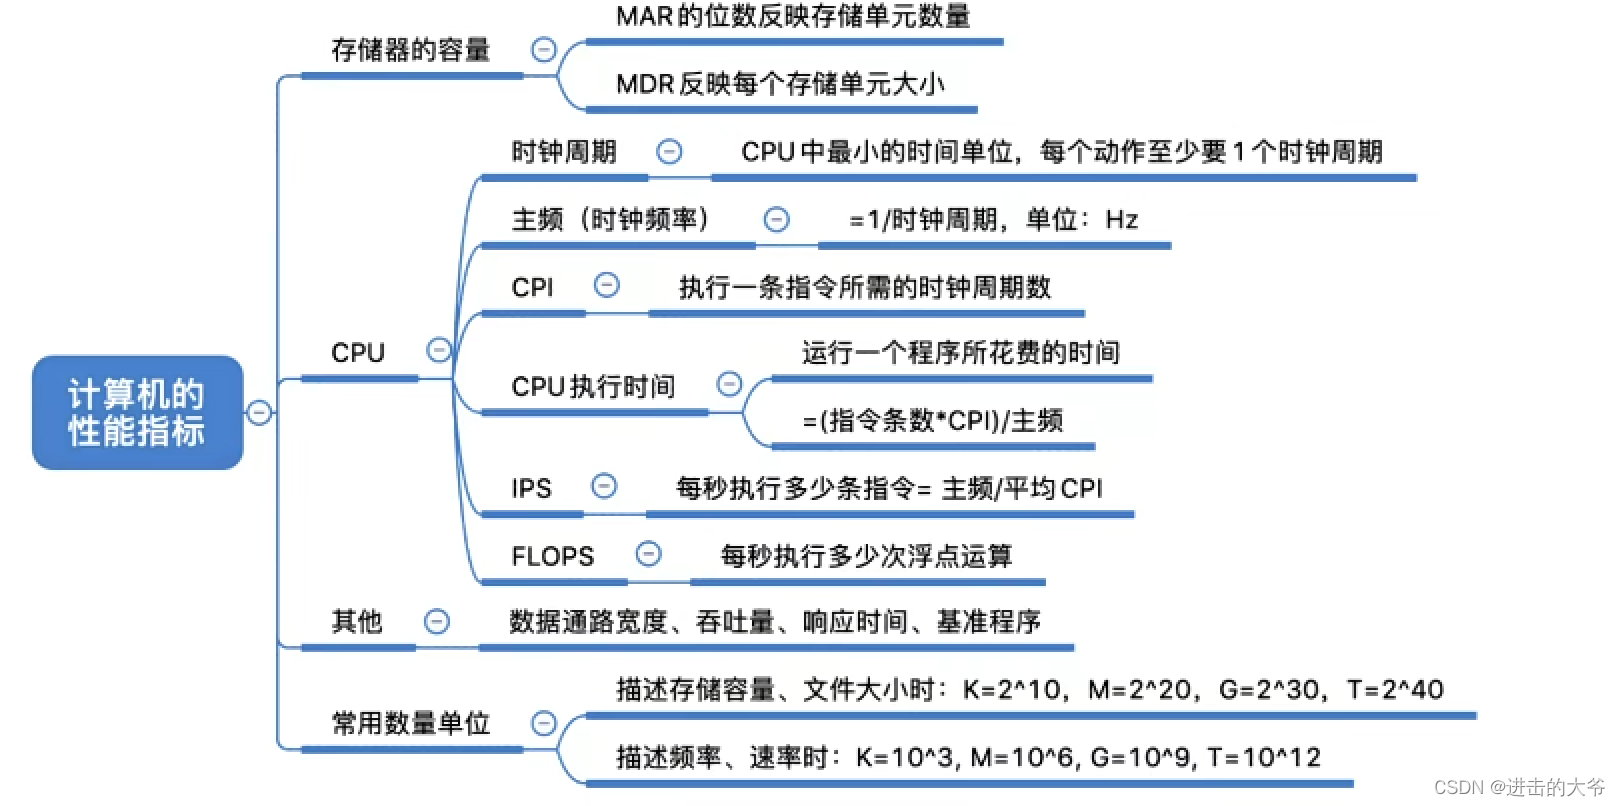 计算机的
性能指标
存储器的容量
MAR的位数反映存储单元数量
MDR反映每个存储单元大小
CPU
时钟周期
CPU中最小的时间单位，每个动作至少要1个时钟周期
主频（时钟频率）
=1/时钟周期，单位：Hz
CPI
执行一条指令所需的时钟周期数
CPU执行时间
运行一个程序所花费的时间
=(指令条数*CPI)/主频
IPS
每秒执行多少条指令= 主频/平均CPI
FLOPS
每秒执行多少次浮点运算
其他
数据通路宽度、吞吐量、响应时间、基准程序
常用数量单位
描述存储容量、文件大小时：K=2^10，M=2^20，G=2^30，T=2^40
描述频率、速率时：K=10^3, M=10^6, G=10^9, T=10^12
CSDN @进击的大爷